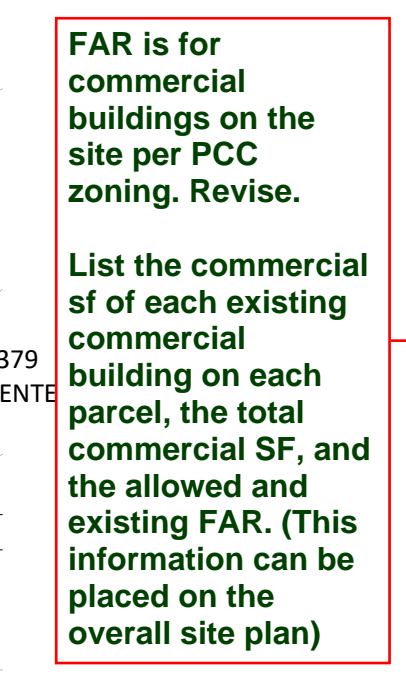 FAR is for
commercial
buildings on the
site per PCC
zoning. Revise.
List the commercial
sf of each existing
commercial
building on each
parcel, the total
commercial SF, and
the allowed and
existing FAR. (This
information can be
placed on the
overall site plan)
379
ENTE